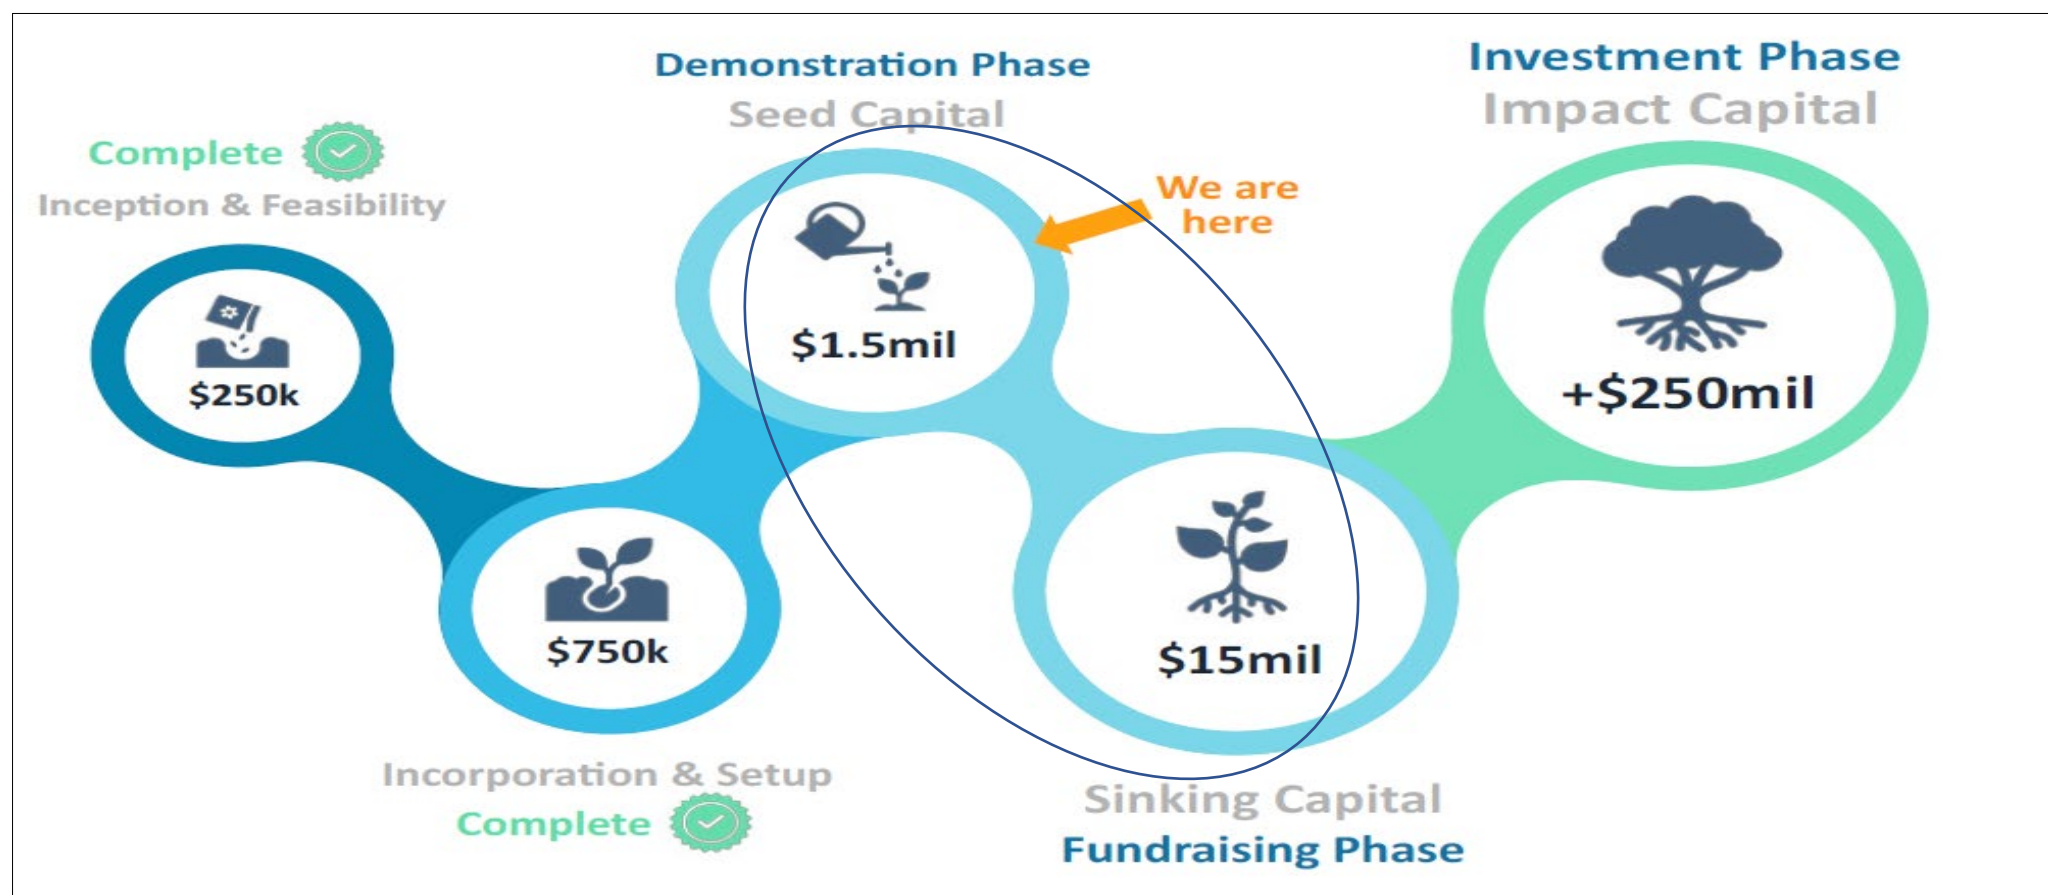 Complete
Inception & Feasibility
$250k
$750k
Incorporation & Setup
Complete
Demonstration Phase
Seed Capital
$1.5mil
We are
here
$15mil
Sinking Capital
Fundraising Phase
Investment Phase
Impact Capital
+$250mil